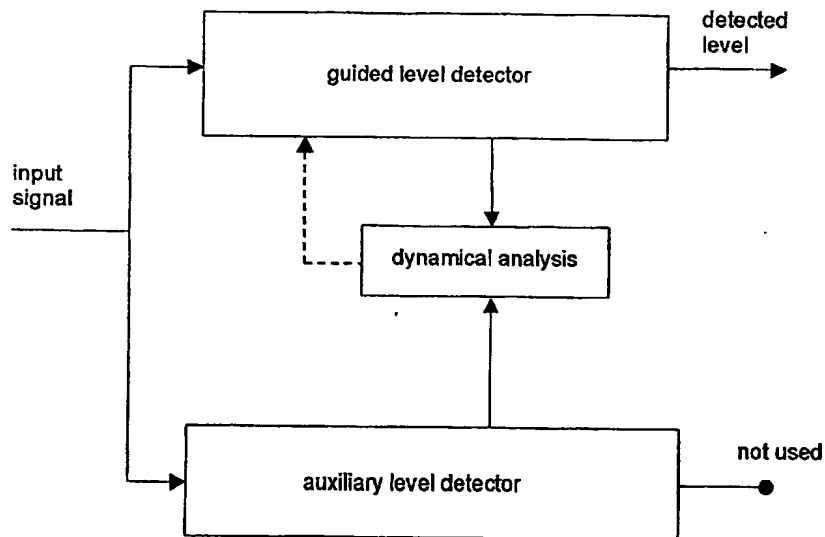 detected
level
guided level detector
input
signal
dynamical analysis
not used
auxiliary level detector